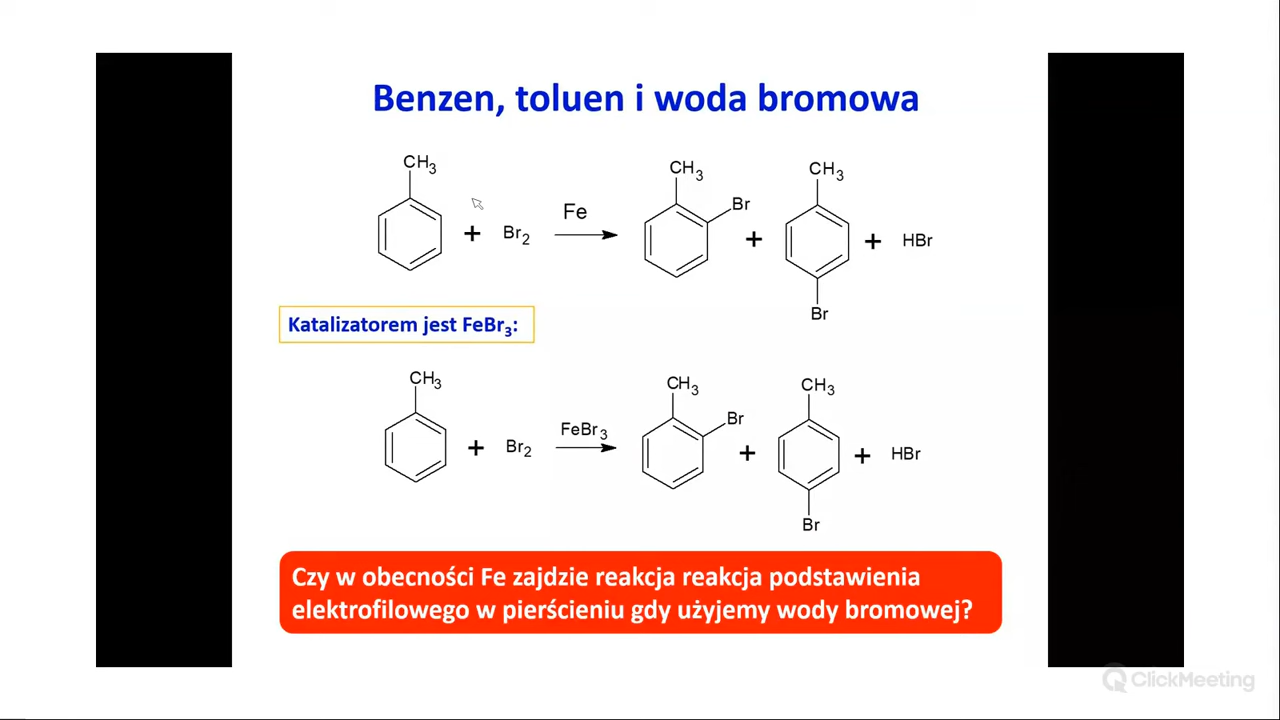 Benzen, toluen i woda bromowa
CH3
+ Br2
Fe
CH3
Br
+
CH3
Br
+ HBr
Katalizatorem jest FeBr3:
CH3
+ Br2
FeBr3
CH3
Br
+
CH3
Br
+ HBr
Czy w obecności Fe zajdzie reakcja reakcja podstawienia
elektrofilowego w pierścieniu gdy użyjemy wody bromowej?
ClickMeeting